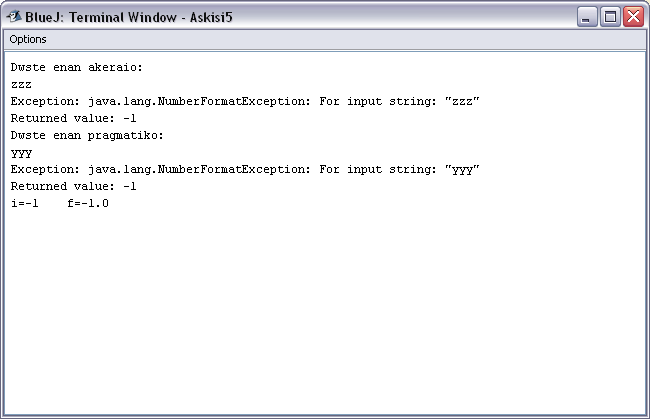 BlueJ: Terminal Window - Askisi5
Options
Dwste enan akeraio:
zzz
Exception: java.lang.NumberFormatException: For input string: "zzz"
Returned value: -1
Dwste enan pragmatiko:
yyy
Exception: java.lang.NumberFormatException: For input string: "yyy"
Returned value: -1
i=-1    f=-1.0